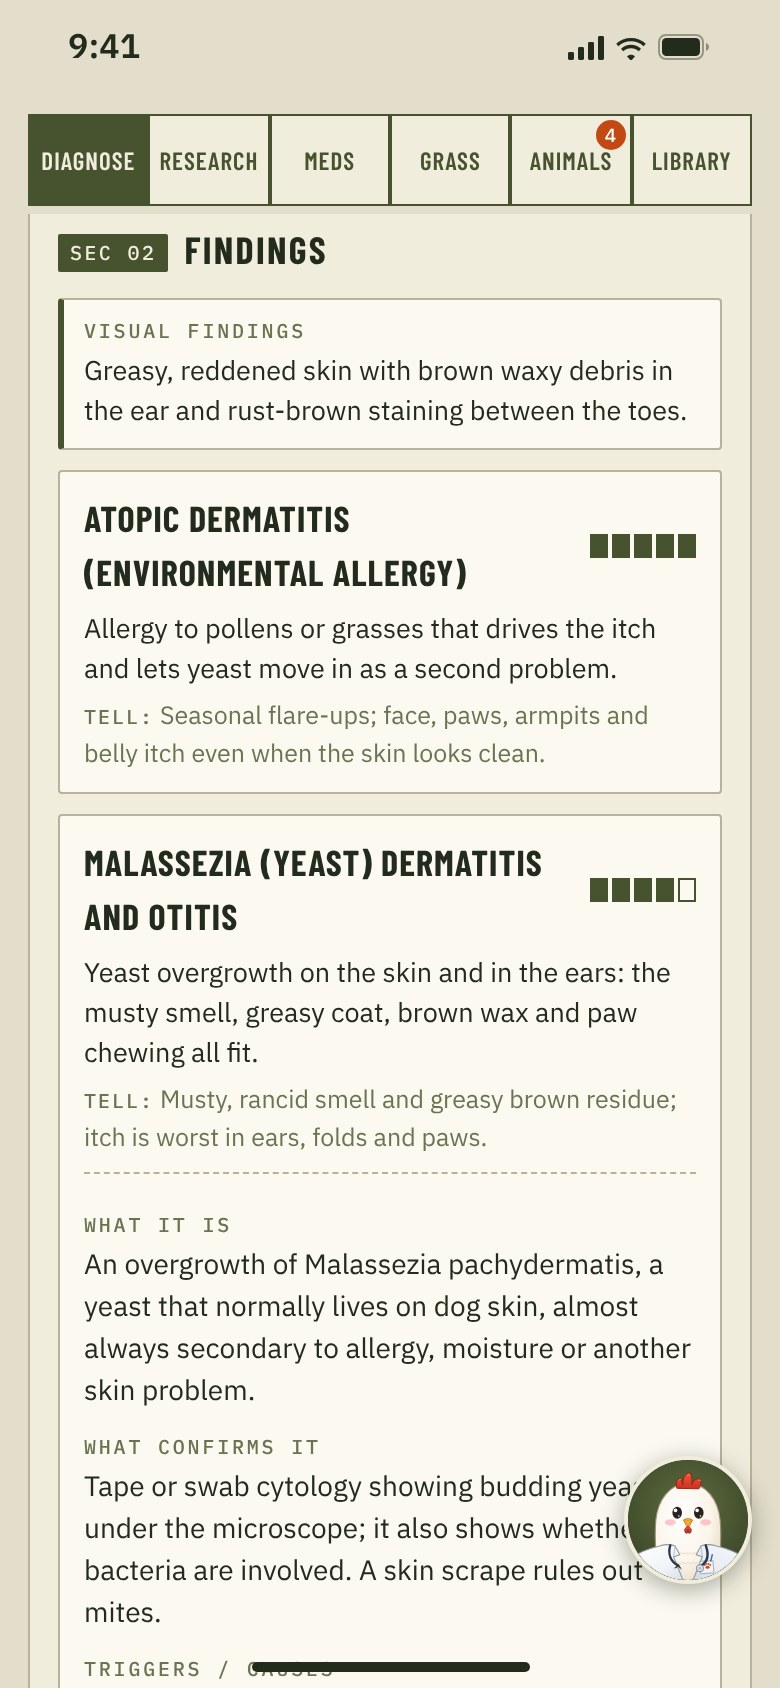 9:41
DIAGNOSE
RESEARCH
MEDS
GRASS
ANIMALS
4
LIBRARY
SEC 02 FINDINGS
VISUAL FINDINGS
Greasy, reddened skin with brown waxy debris in
the ear and rust-brown staining between the toes.
ATOPIC DERMATITIS
(ENVIRONMENTAL ALLERGY)
Allergy to pollens or grasses that drives the itch
and lets yeast move in as a second problem.
TELL: Seasonal flare-ups; face, paws, armpits and
belly itch even when the skin looks clean.
MALASSEZIA (YEAST) DERMATITIS
AND OTITIS
Yeast overgrowth on the skin and in the ears: the
musty smell, greasy coat, brown wax and paw
chewing all fit.
TELL: Musty, rancid smell and greasy brown residue;
itch is worst in ears, folds and paws.
WHAT IT IS
An overgrowth of Malassezia pachydermatis, a
yeast that normally lives on dog skin, almost
always secondary to allergy, moisture or another
skin problem.
WHAT CONFIRMS IT
Tape or swab cytology showing budding
under the microscope; it also shows
bacteria are involved. A skin scrape rules out
mites.
TRIGGERS /